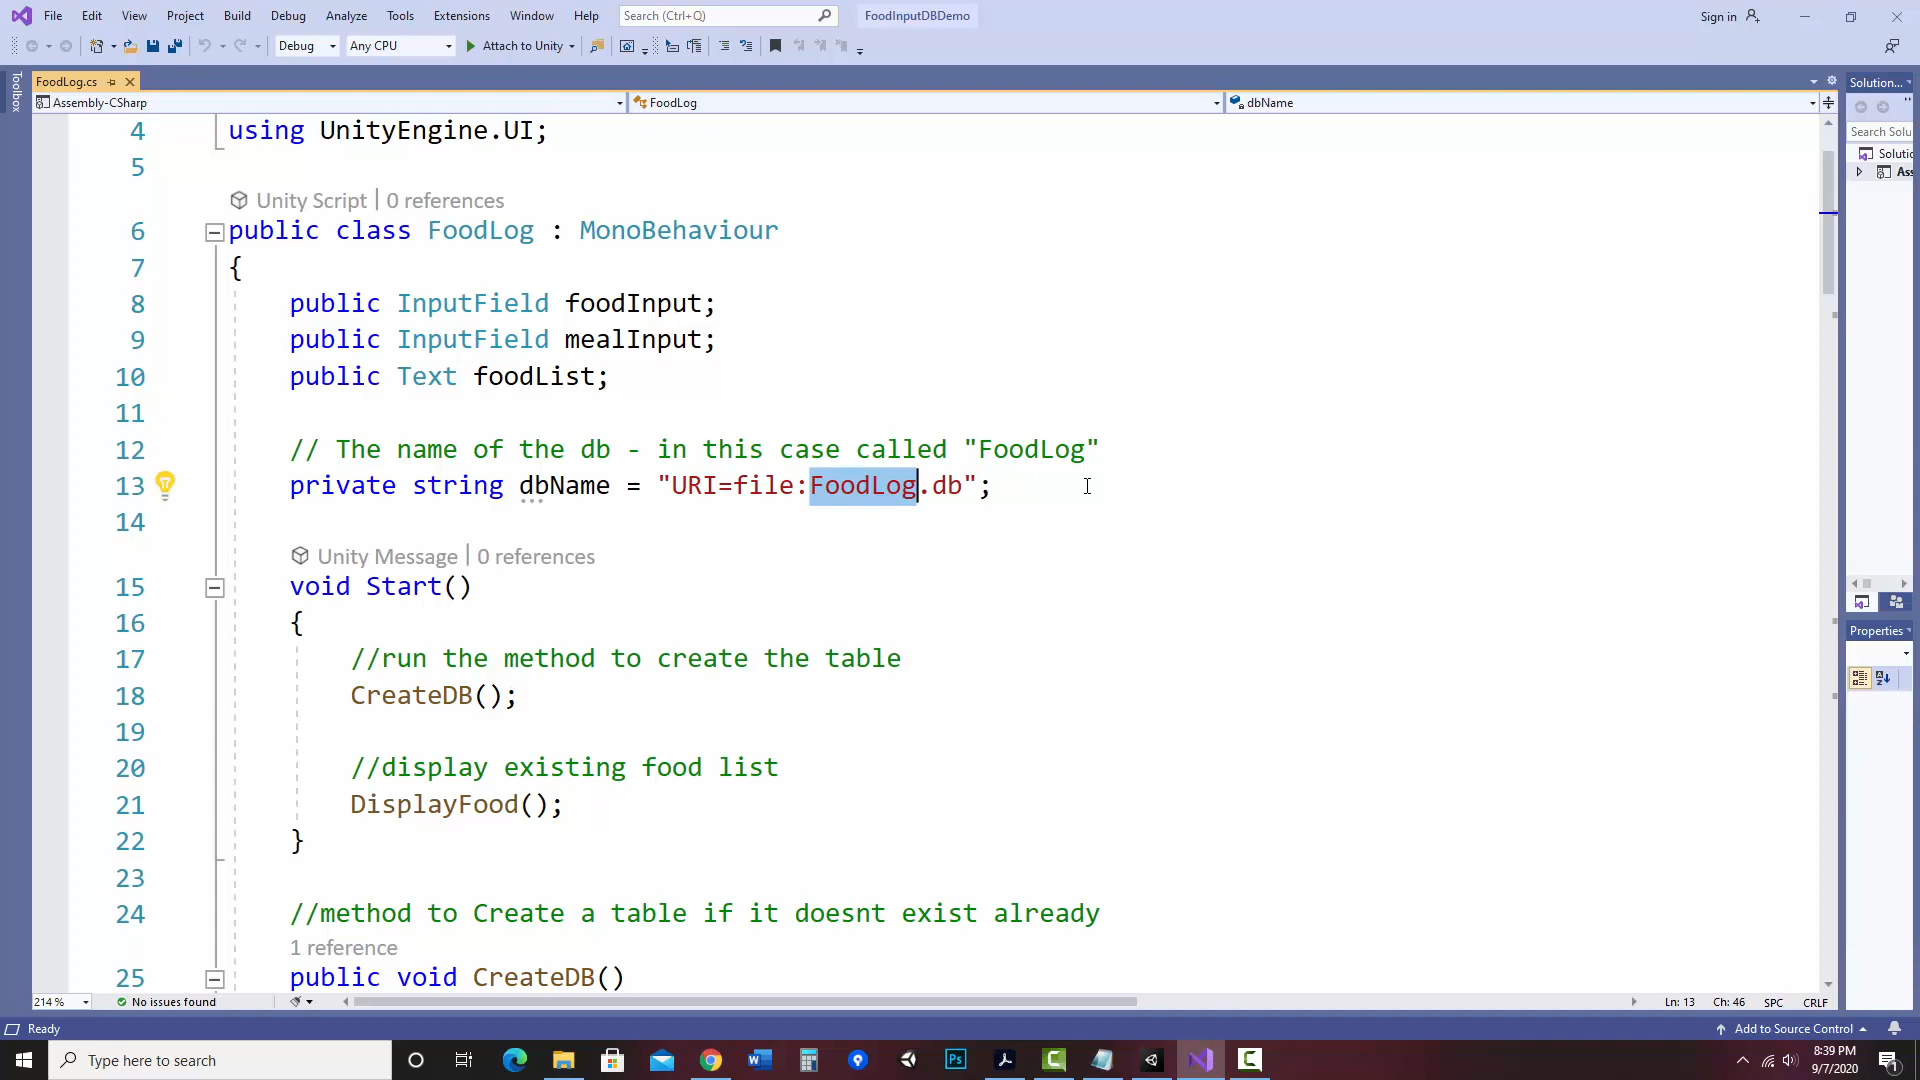 File Edit View Project Build Debug Analyze Tools Extensions Window Help Search (Ctrl+Q) FoodInputDBDemo Sign in
Debug Any CPU Attach to Unity
Toolbox
FoodLog.cs
Solution...
Assembly-CSharp FoodLog dbName
Search Solu
Solutio
Ass
4 using UnityEngine.UI;
5
Unity Script | 0 references
6 public class FoodLog : MonoBehaviour
7 {
8 public InputField foodInput;
9 public InputField mealInput;
10 public Text foodList;
11
12 // The name of the db - in this case called "FoodLog"
13 private string dbName = "URI=file:FoodLog.db";
14
Unity Message | 0 references
15 void Start()
16 {
17 //run the method to create the table
18 CreateDB();
19
20 //display existing food list
21 DisplayFood();
22 }
23
24 //method to Create a table if it doesnt exist already
1 reference
25 public void CreateDB()
Properties
214 % No issues found Ln: 13 Ch: 46 SPC CRLF
Ready Add to Source Control
Type here to search
8:39 PM
9/7/2020